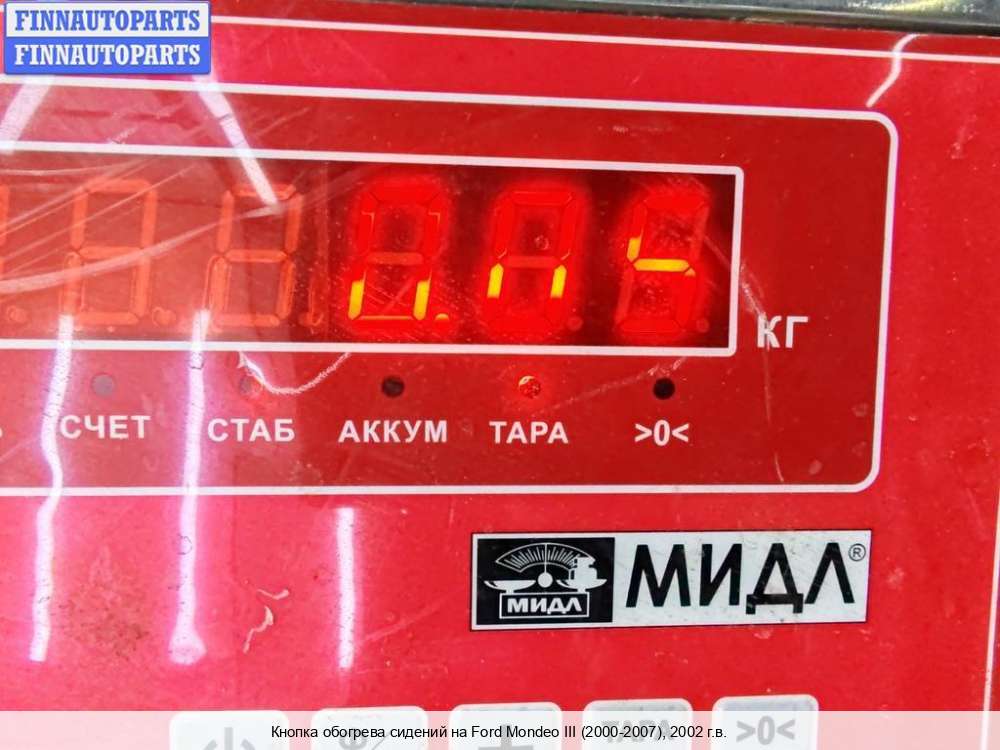 FINNAUTOPARTS
FINNAUTOPARTS
КГ
СЧЕТ СТАБ АККУМ ТАРА >0<
МИДЛ МИДЛ®
ТАРА >0<
Кнопка обогрева сидений на Ford Mondeo III (2000-2007), 2002 г.в.